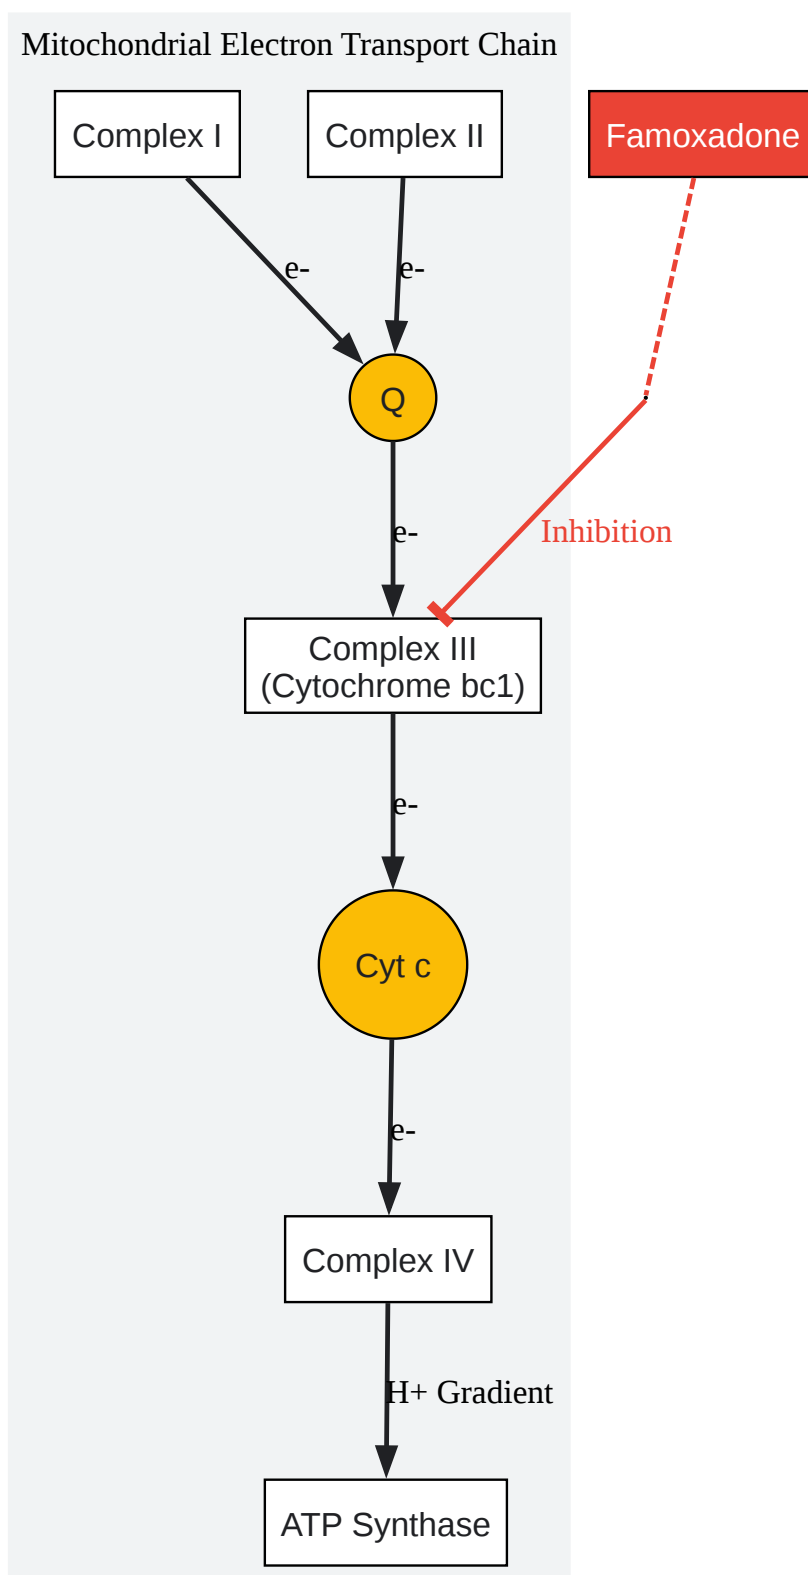 Mitochondrial Electron Transport Chain
Complex I
Complex II
Famoxadone
e-
e-
Q
e-
Inhibition
Complex III
(Cytochrome bc1)
e-
Cyt c
e-
Complex IV
H+ Gradient
ATP Synthase